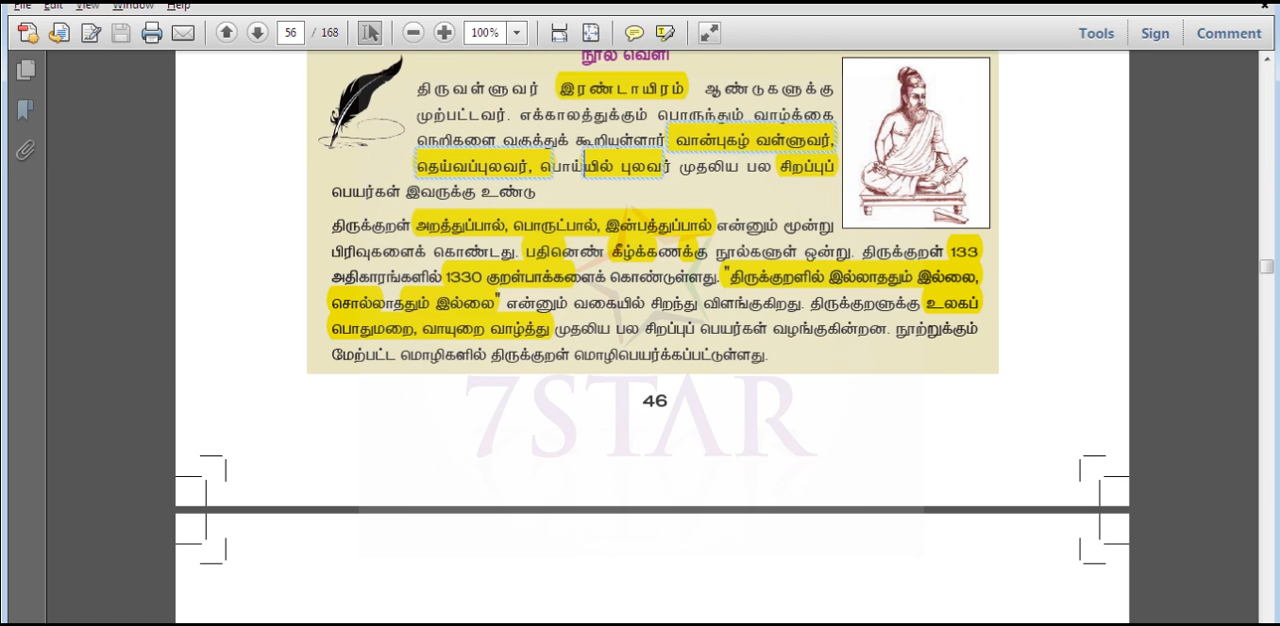 File Edit View Window Help
56 / 168 100% Tools Sign Comment
நூல் வெளி
திருவள்ளுவர் இரண்டாயிரம் ஆண்டுகளுக்கு
முற்பட்டவர். எக்காலத்துக்கும் பொருந்தும் வாழ்க்கை
நெறிகளை வகுத்துக் கூறியுள்ளார் வான்புகழ் வள்ளுவர்,
தெய்வப்புலவர், பொய்யில் புலவர் முதலிய பல சிறப்புப்
பெயர்கள் இவருக்கு உண்டு
திருக்குறள் அறத்துப்பால், பொருட்பால், இன்பத்துப்பால் என்னும் மூன்று
பிரிவுகளைக் கொண்டது. பதினெண் கீழ்க்கணக்கு நூல்களுள் ஒன்று. திருக்குறள் 133
அதிகாரங்களில் 1330 குறள்பாக்களைக் கொண்டுள்ளது. "திருக்குறளில் இல்லாததும் இல்லை,
சொல்லாததும் இல்லை" என்னும் வகையில் சிறந்து விளங்குகிறது. திருக்குறளுக்கு உலகப்
பொதுமறை, வாயுறை வாழ்த்து முதலிய பல சிறப்புப் பெயர்கள் வழங்குகின்றன. நூற்றுக்கும்
மேற்பட்ட மொழிகளில் திருக்குறள் மொழிபெயர்க்கப்பட்டுள்ளது.
46
7STAR